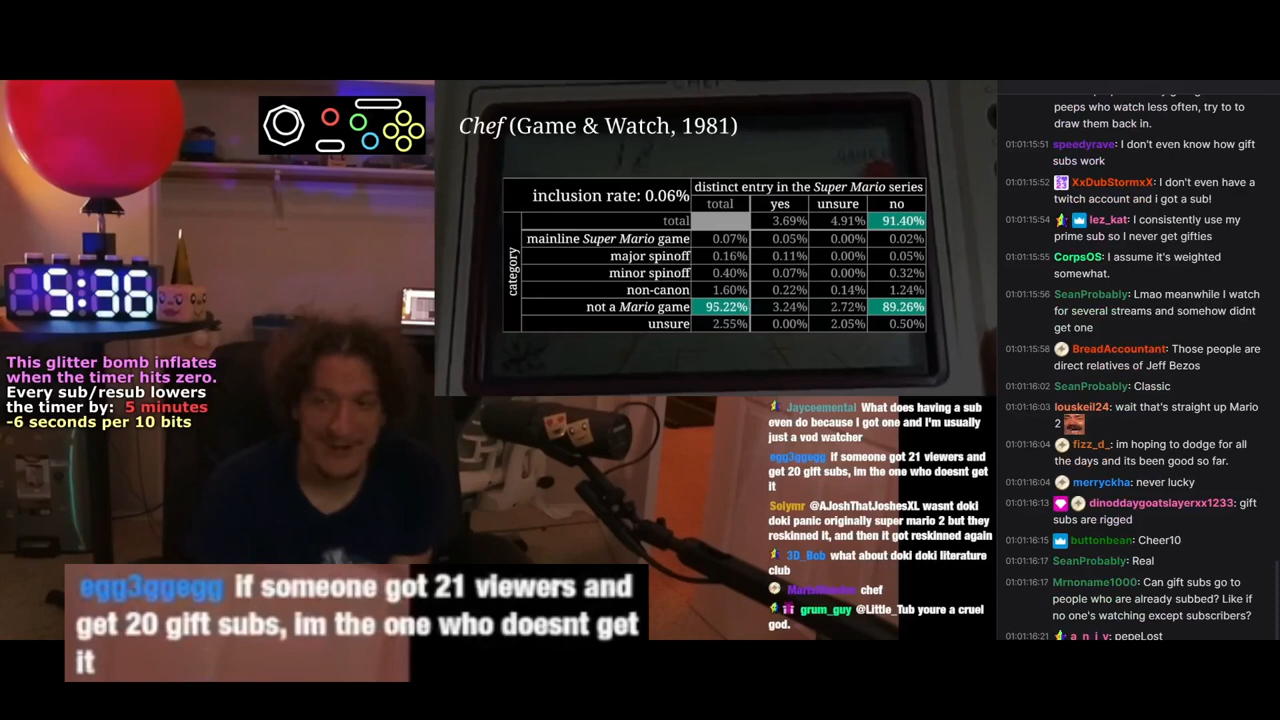 Chef (Game & Watch, 1981)
inclusion rate: 0.06%
distinct entry in the Super Mario series
total yes unsure no
total 3.69% 4.91% 91.40%
category
mainline Super Mario game 0.07% 0.05% 0.00% 0.02%
major spinoff 0.16% 0.11% 0.00% 0.05%
minor spinoff 0.40% 0.07% 0.00% 0.32%
non-canon 1.60% 0.22% 0.14% 1.24%
not a Mario game 95.22% 3.24% 2.72% 89.26%
unsure 2.55% 0.00% 2.05% 0.50%
5:36
This glitter bomb inflates
when the timer hits zero.
Every sub/resub lowers
the timer by: 5 minutes
-6 seconds per 10 bits
Jayceemental What does having a sub
even do because I got one and I'm usually
just a vod watcher
egg3ggegg If someone got 21 viewers and
get 20 gift subs, im the one who doesnt get
it
Solymr @AJoshThatJoshesXL wasnt doki
doki panic originally super mario 2 but they
reskinned it, and then it got reskinned again
3D_Bob what about doki doki literature
club
chef
grum_guy @Little_Tub youre a cruel
god.
egg3ggegg If someone got 21 viewers and
get 20 gift subs, im the one who doesnt get
it
peeps who watch less often, try to
draw them back in.
01:01:15:51 speedyrave: I don't even know how gift
subs work
01:01:15:52 XxDubStormxX: I don't even have a
twitch account and i got a sub!
01:01:15:54 lez_kat: I consistently use my
prime sub so I never get gifties
01:01:15:55 CorpsOS: I assume it's weighted
somewhat.
01:01:15:56 SeanProbably: Lmao meanwhile I watch
for several streams and somehow didnt
get one
01:01:15:58 BreadAccountant: Those people are
direct relatives of Jeff Bezos
01:01:16:02 SeanProbably: Classic
01:01:16:03 louskeil24: wait that's straight up Mario
2
01:01:16:04 fizz_d_: im hoping to dodge for all
the days and its been good so far.
01:01:16:04 merryckha: never lucky
01:01:16:13 dinoddaygoatslayerxx1233: gift
subs are rigged
01:01:16:15 buttonbean: Cheer10
01:01:16:17 SeanProbably: Real
01:01:16:17 Mrnoname1000: Can gift subs go to
people who are already subbed? Like if
no one's watching except subscribers?
01:01:16:21 a_n_i_v: pepeLost